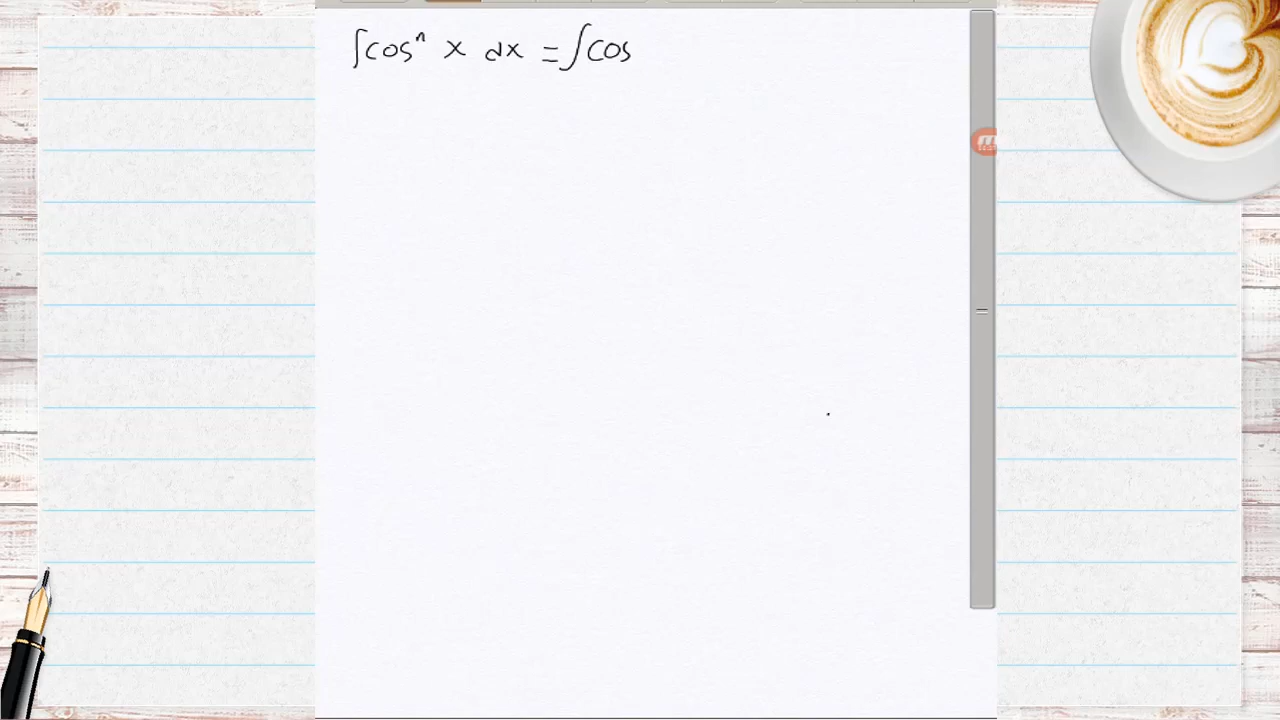 ∫cosⁿ x dx = ∫cos